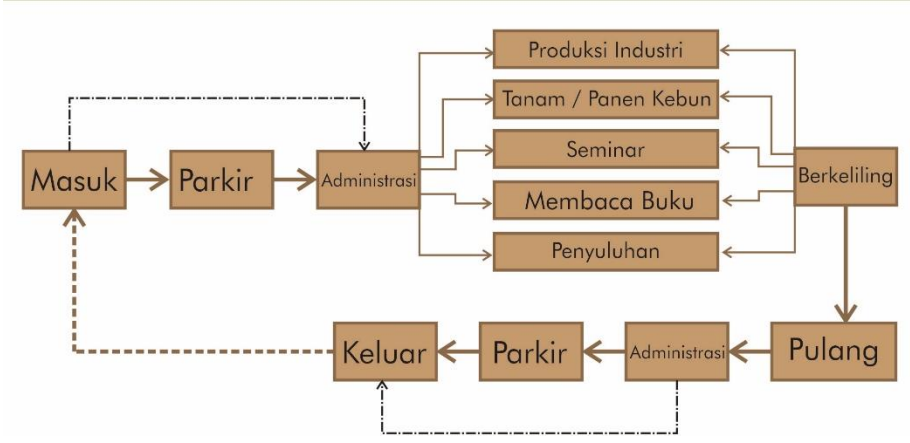 Produksi Industri
Tanam / Panen Kebun
Seminar
Membaca Buku
Penyuluhan
Masuk
Parkir
Administrasi
Berkeliling
Keluar
Parkir
Administrasi
Pulang